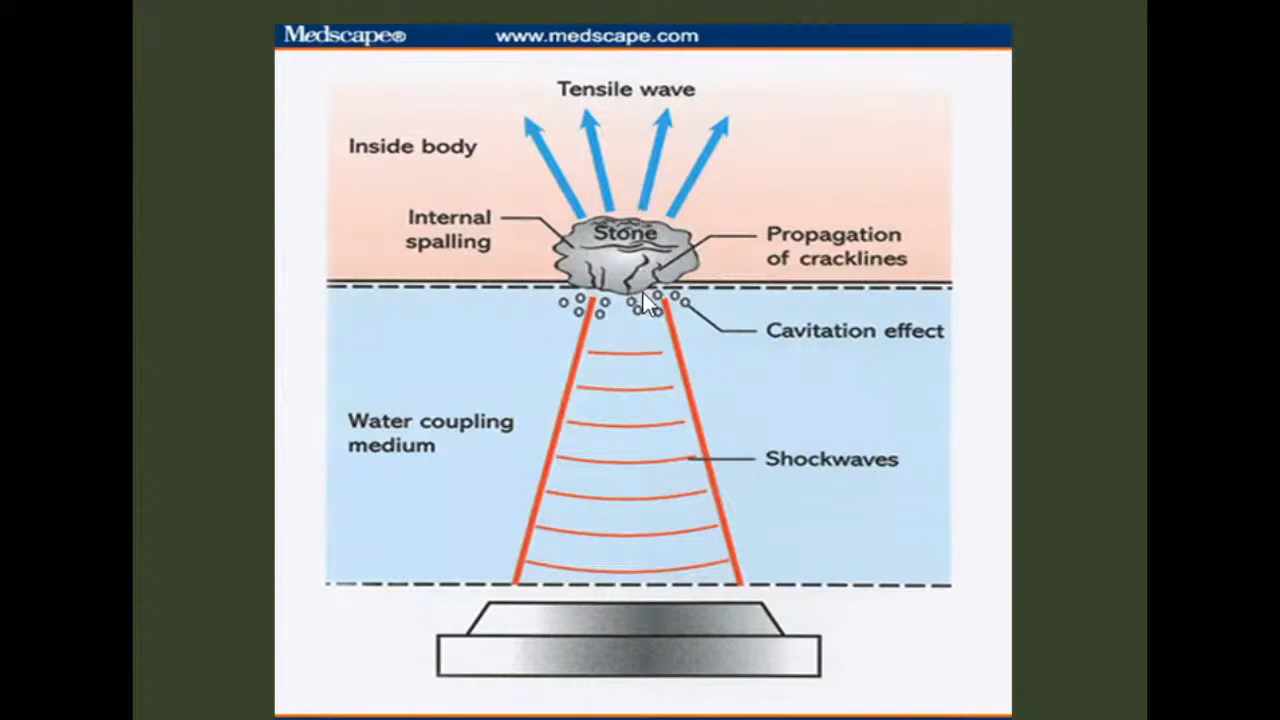 Medscape® www.medscape.com
Tensile wave
Inside body
Internal
spalling
Stone
Propagation
of cracklines
Cavitation effect
Water coupling
medium
Shockwaves